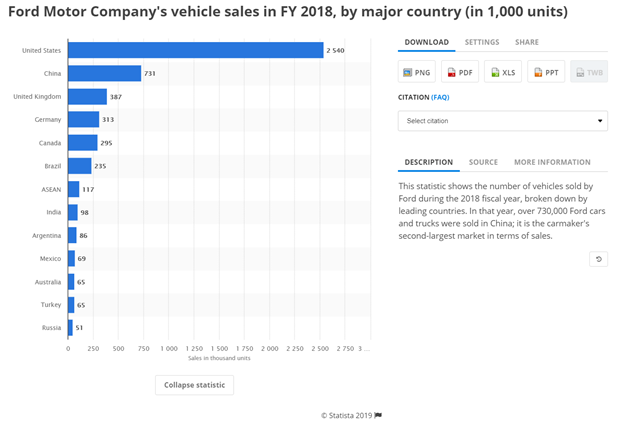 Ford Motor Company's vehicle sales in FY 2018, by major country (in 1,000 units)
United States 2 540
China 731
United Kingdom 387
Germany 313
Canada 295
Brazil 235
ASEAN 117
India 98
Argentina 86
Mexico 69
Australia 65
Turkey 65
Russia 51
0 250 500 750 1 000 1 250 1 500 1 750 2 000 2 250 2 500 2 750 3 ...
Sales in thousand units
Collapse statistic
© Statista 2019
DOWNLOAD SETTINGS SHARE
PNG PDF XLS PPT TWB
CITATION (FAQ)
Select citation
DESCRIPTION SOURCE MORE INFORMATION
This statistic shows the number of vehicles sold by
Ford during the 2018 fiscal year, broken down by
leading countries. In that year, over 730,000 Ford cars
and trucks were sold in China; it is the carmaker's
second-largest market in terms of sales.